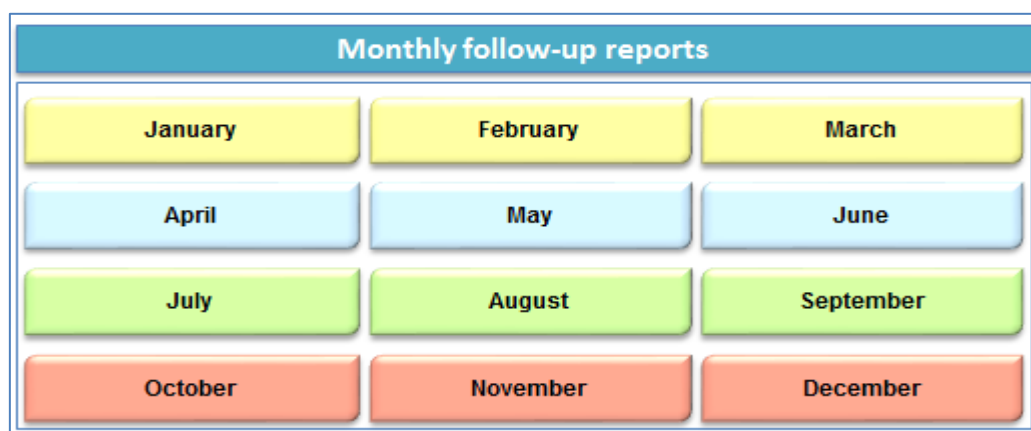 Monthly follow-up reports
January February March
April May June
July August September
October November December